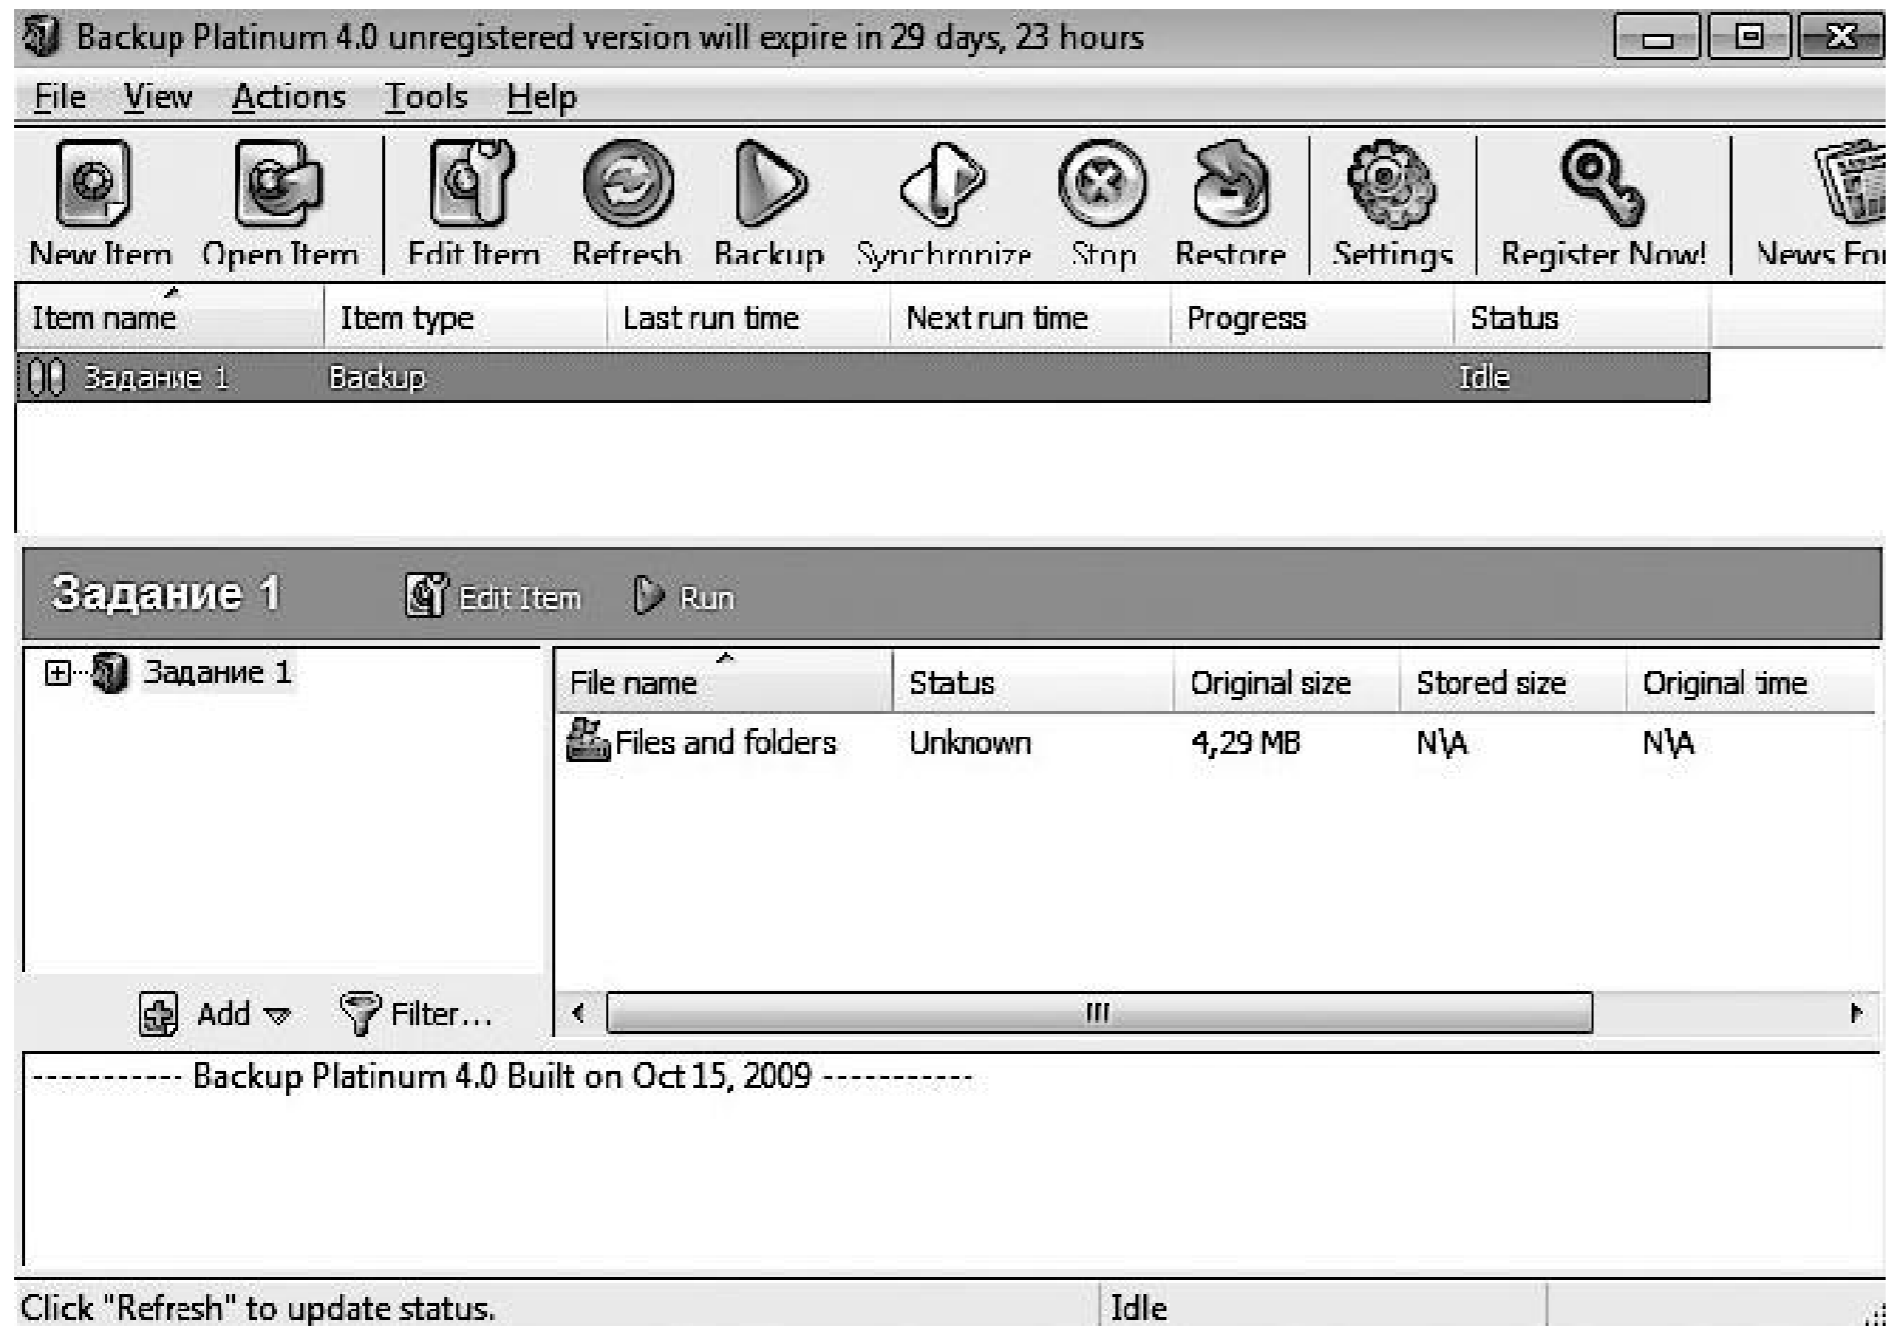 Backup Platinum 4.0 unregistered version will expire in 29 days, 23 hours
File View Actions Tools Help
New Item Open Item Edit Item Refresh Backup Synchronize Stop Restore Settings Register Now! News
Item name Item type Last run time Next run time Progress Status
Задание 1 Backup Idle
Задание 1 Edit Item Run
Задание 1
File name Status Original size Stored size Original time
Files and folders Unknown 4,29 MB N\A N\A
Add Filter...
----------- Backup Platinum 4.0 Built on Oct 15, 2009 -----------
Click "Refresh" to update status. Idle